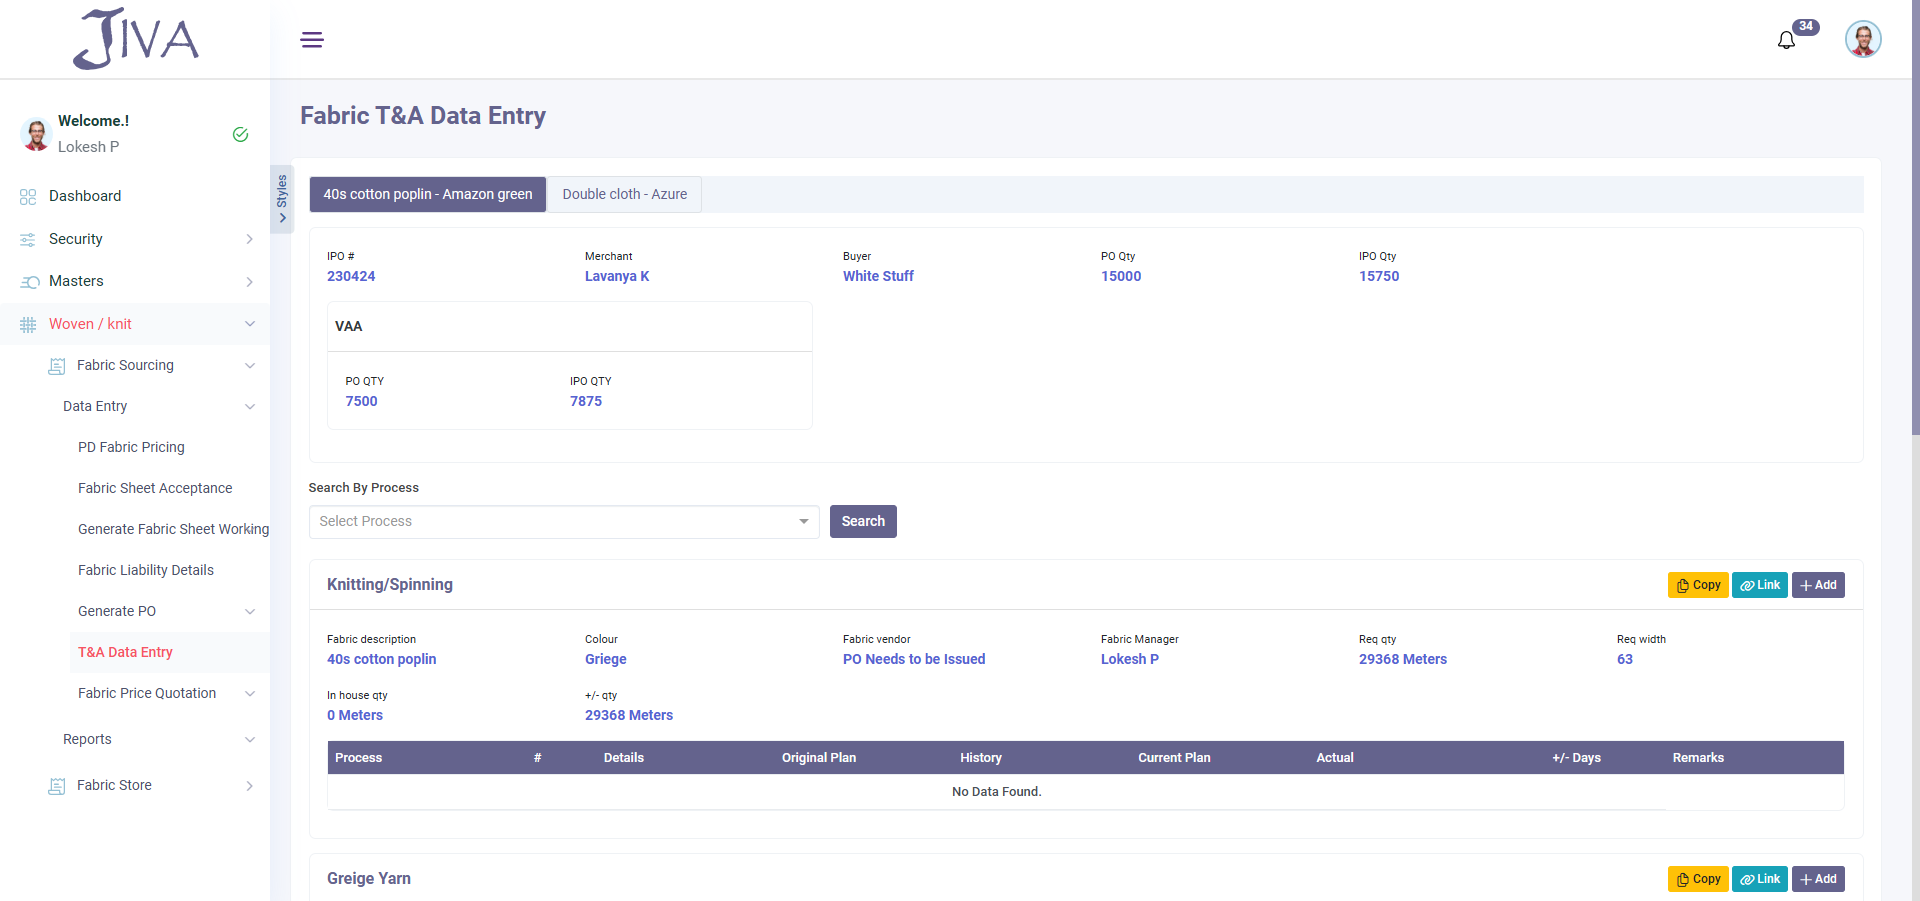 JIVA
34
Welcome.!
Lokesh P
Dashboard
Security
Masters
Woven / knit
Fabric Sourcing
Data Entry
PD Fabric Pricing
Fabric Sheet Acceptance
Generate Fabric Sheet Working
Fabric Liability Details
Generate PO
T&A Data Entry
Fabric Price Quotation
Reports
Fabric Store
Styles
Fabric T&A Data Entry
40s cotton poplin - Amazon green Double cloth - Azure
IPO # Merchant Buyer PO Qty IPO Qty
230424 Lavanya K White Stuff 15000 15750
VAA
PO QTY IPO QTY
7500 7875
Search By Process
Select Process Search
Knitting/Spinning Copy Link Add
Fabric description Colour Fabric vendor Fabric Manager Req qty Req width
40s cotton poplin Griege PO Needs to be Issued Lokesh P 29368 Meters 63
In house qty +/- qty
0 Meters 29368 Meters
Process # Details Original Plan History Current Plan Actual +/- Days Remarks
No Data Found.
Greige Yarn Copy Link Add